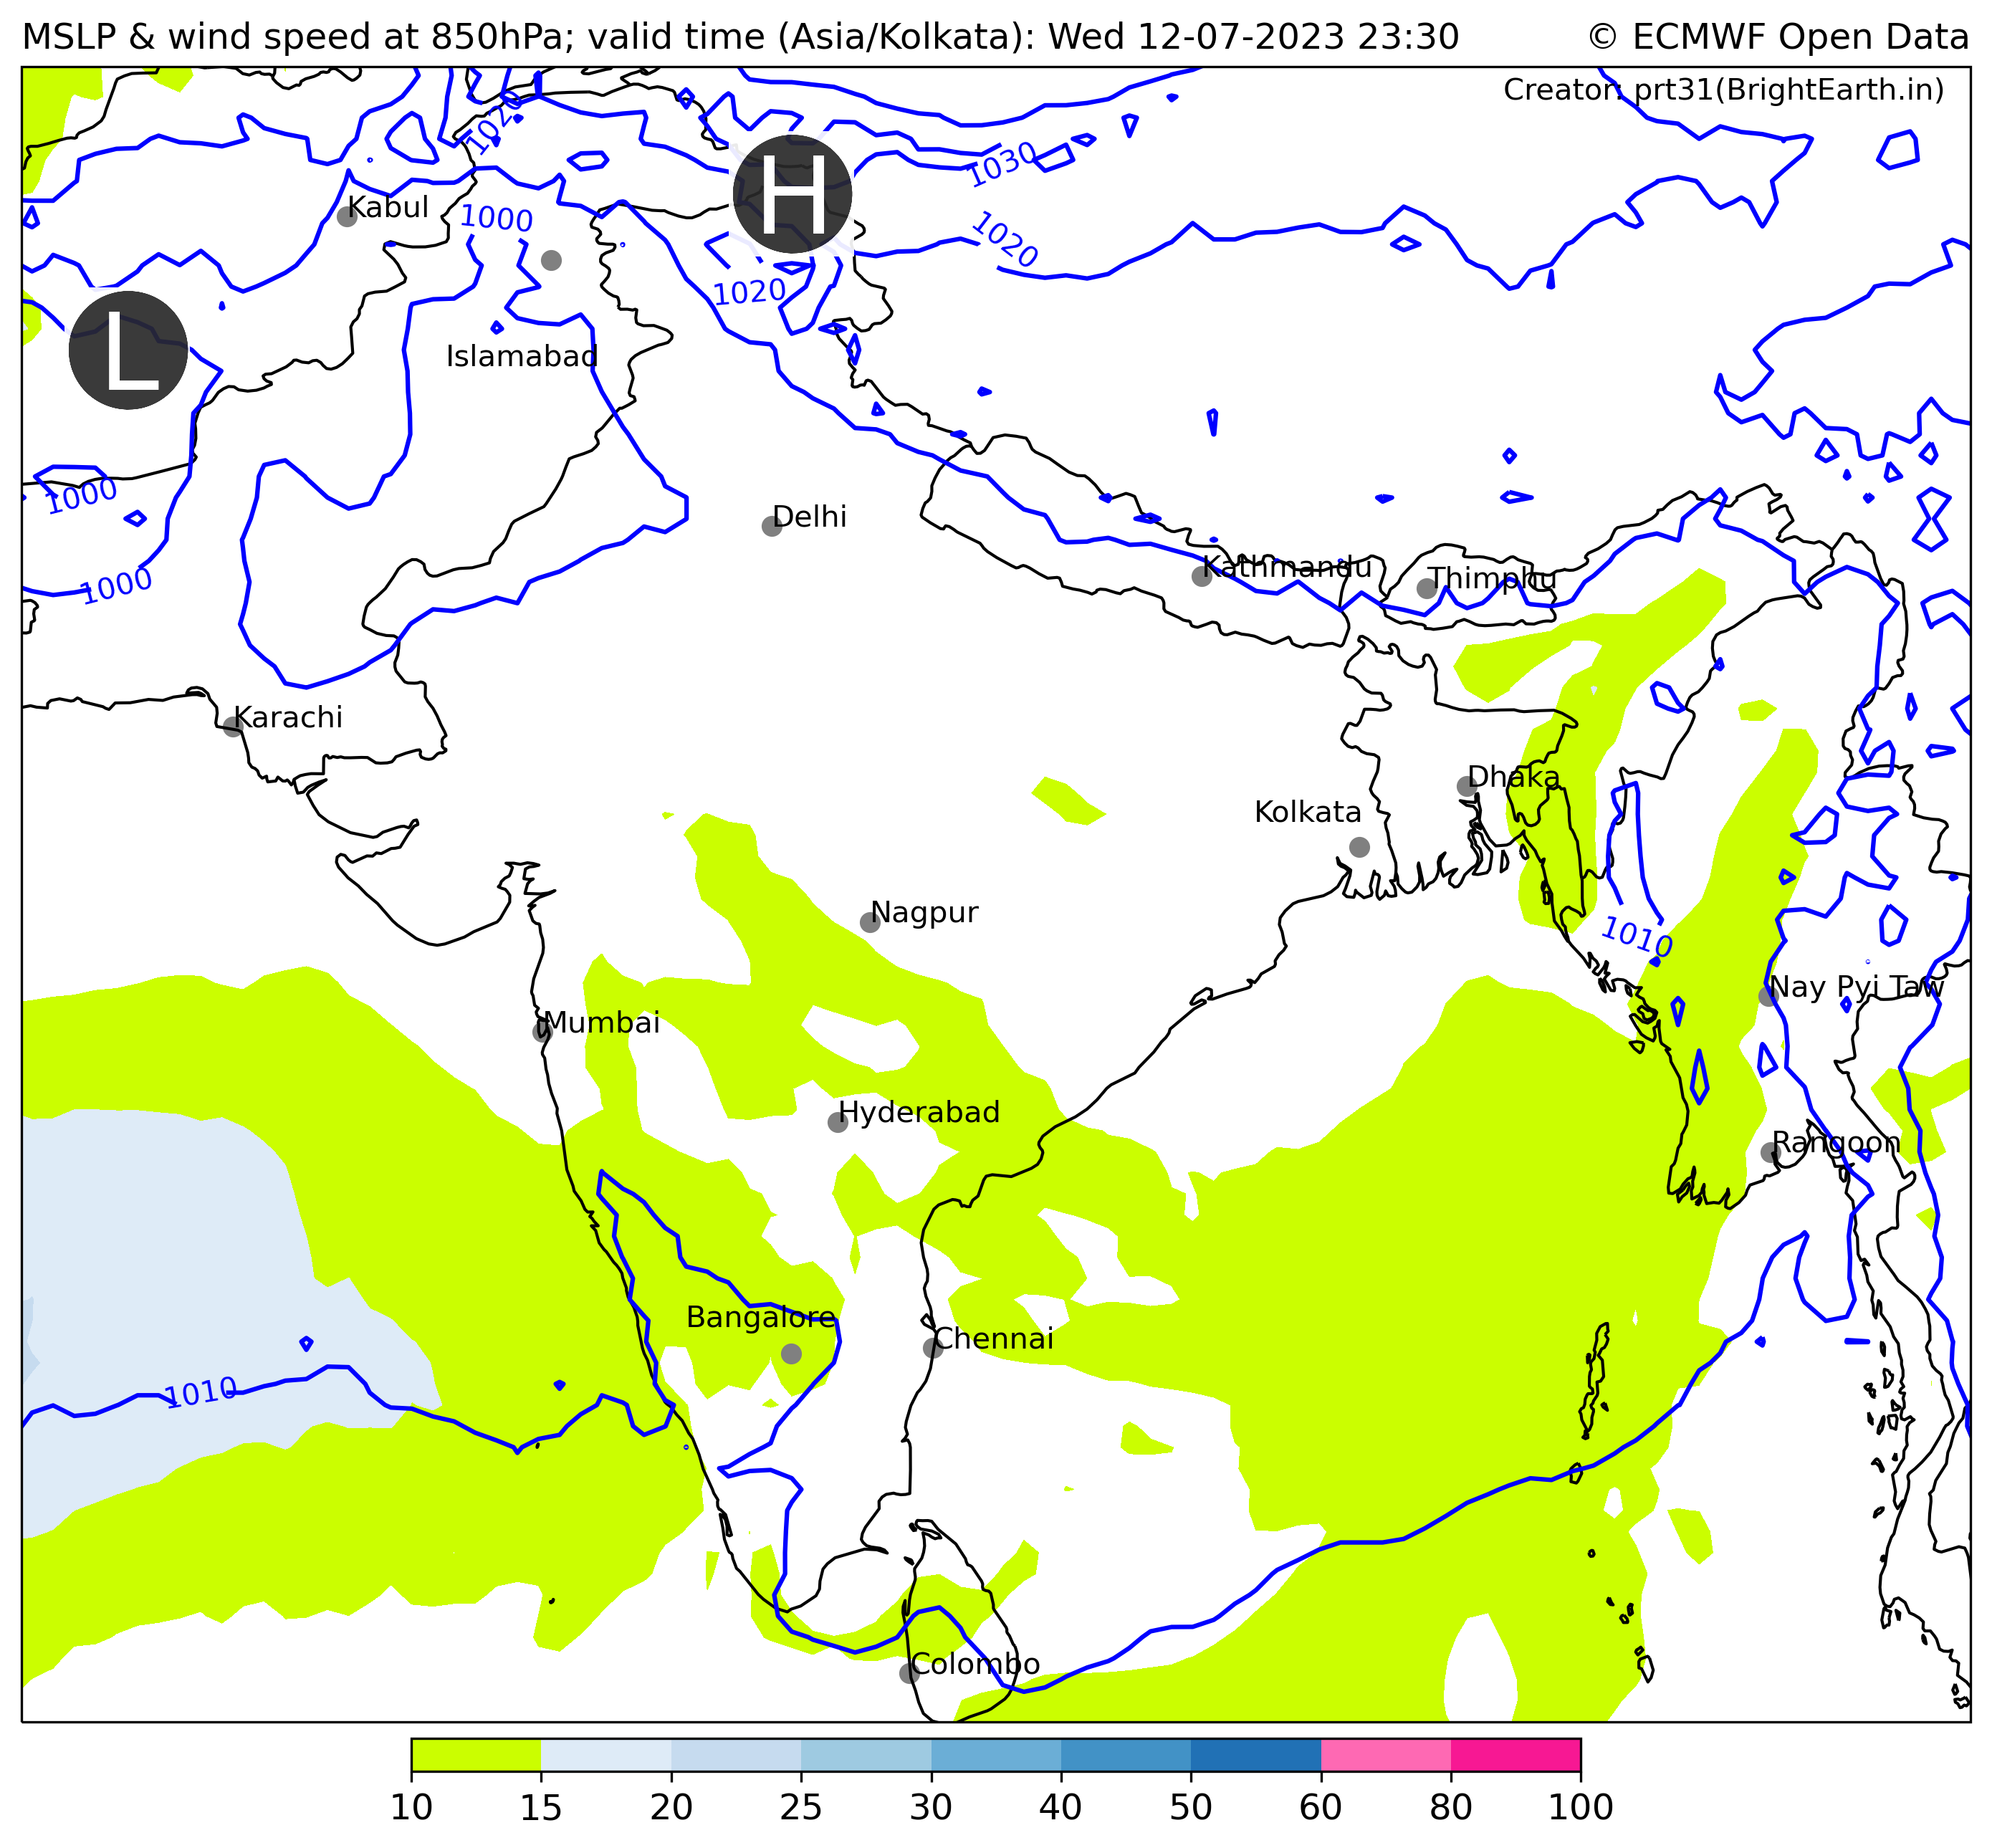 MSLP & wind speed at 850hPa; valid time (Asia/Kolkata): Wed 12-07-2023 23:30
© ECMWF Open Data
Creator: prt31(BrightEarth.in)
1020
1030
H
Kabul
1000
1020
1020
L
Islamabad
1000
Delhi
1000
Kathmandu
Thimphu
Karachi
Dhaka
Kolkata
Nagpur
1010
Nay Pyi Taw
Mumbai
Hyderabad
Rangoon
Bangalore
Chennai
1010
Colombo
10 15 20 25 30 40 50 60 80 100